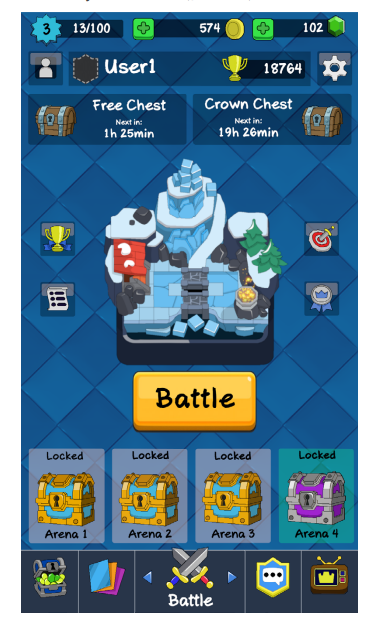 3 13/100 574 102
User1 18764
Free Chest
Next in:
1h 25min
Crown Chest
Next in:
19h 26min
Battle
Locked Locked Locked Locked
Arena 1 Arena 2 Arena 3 Arena 4
Battle